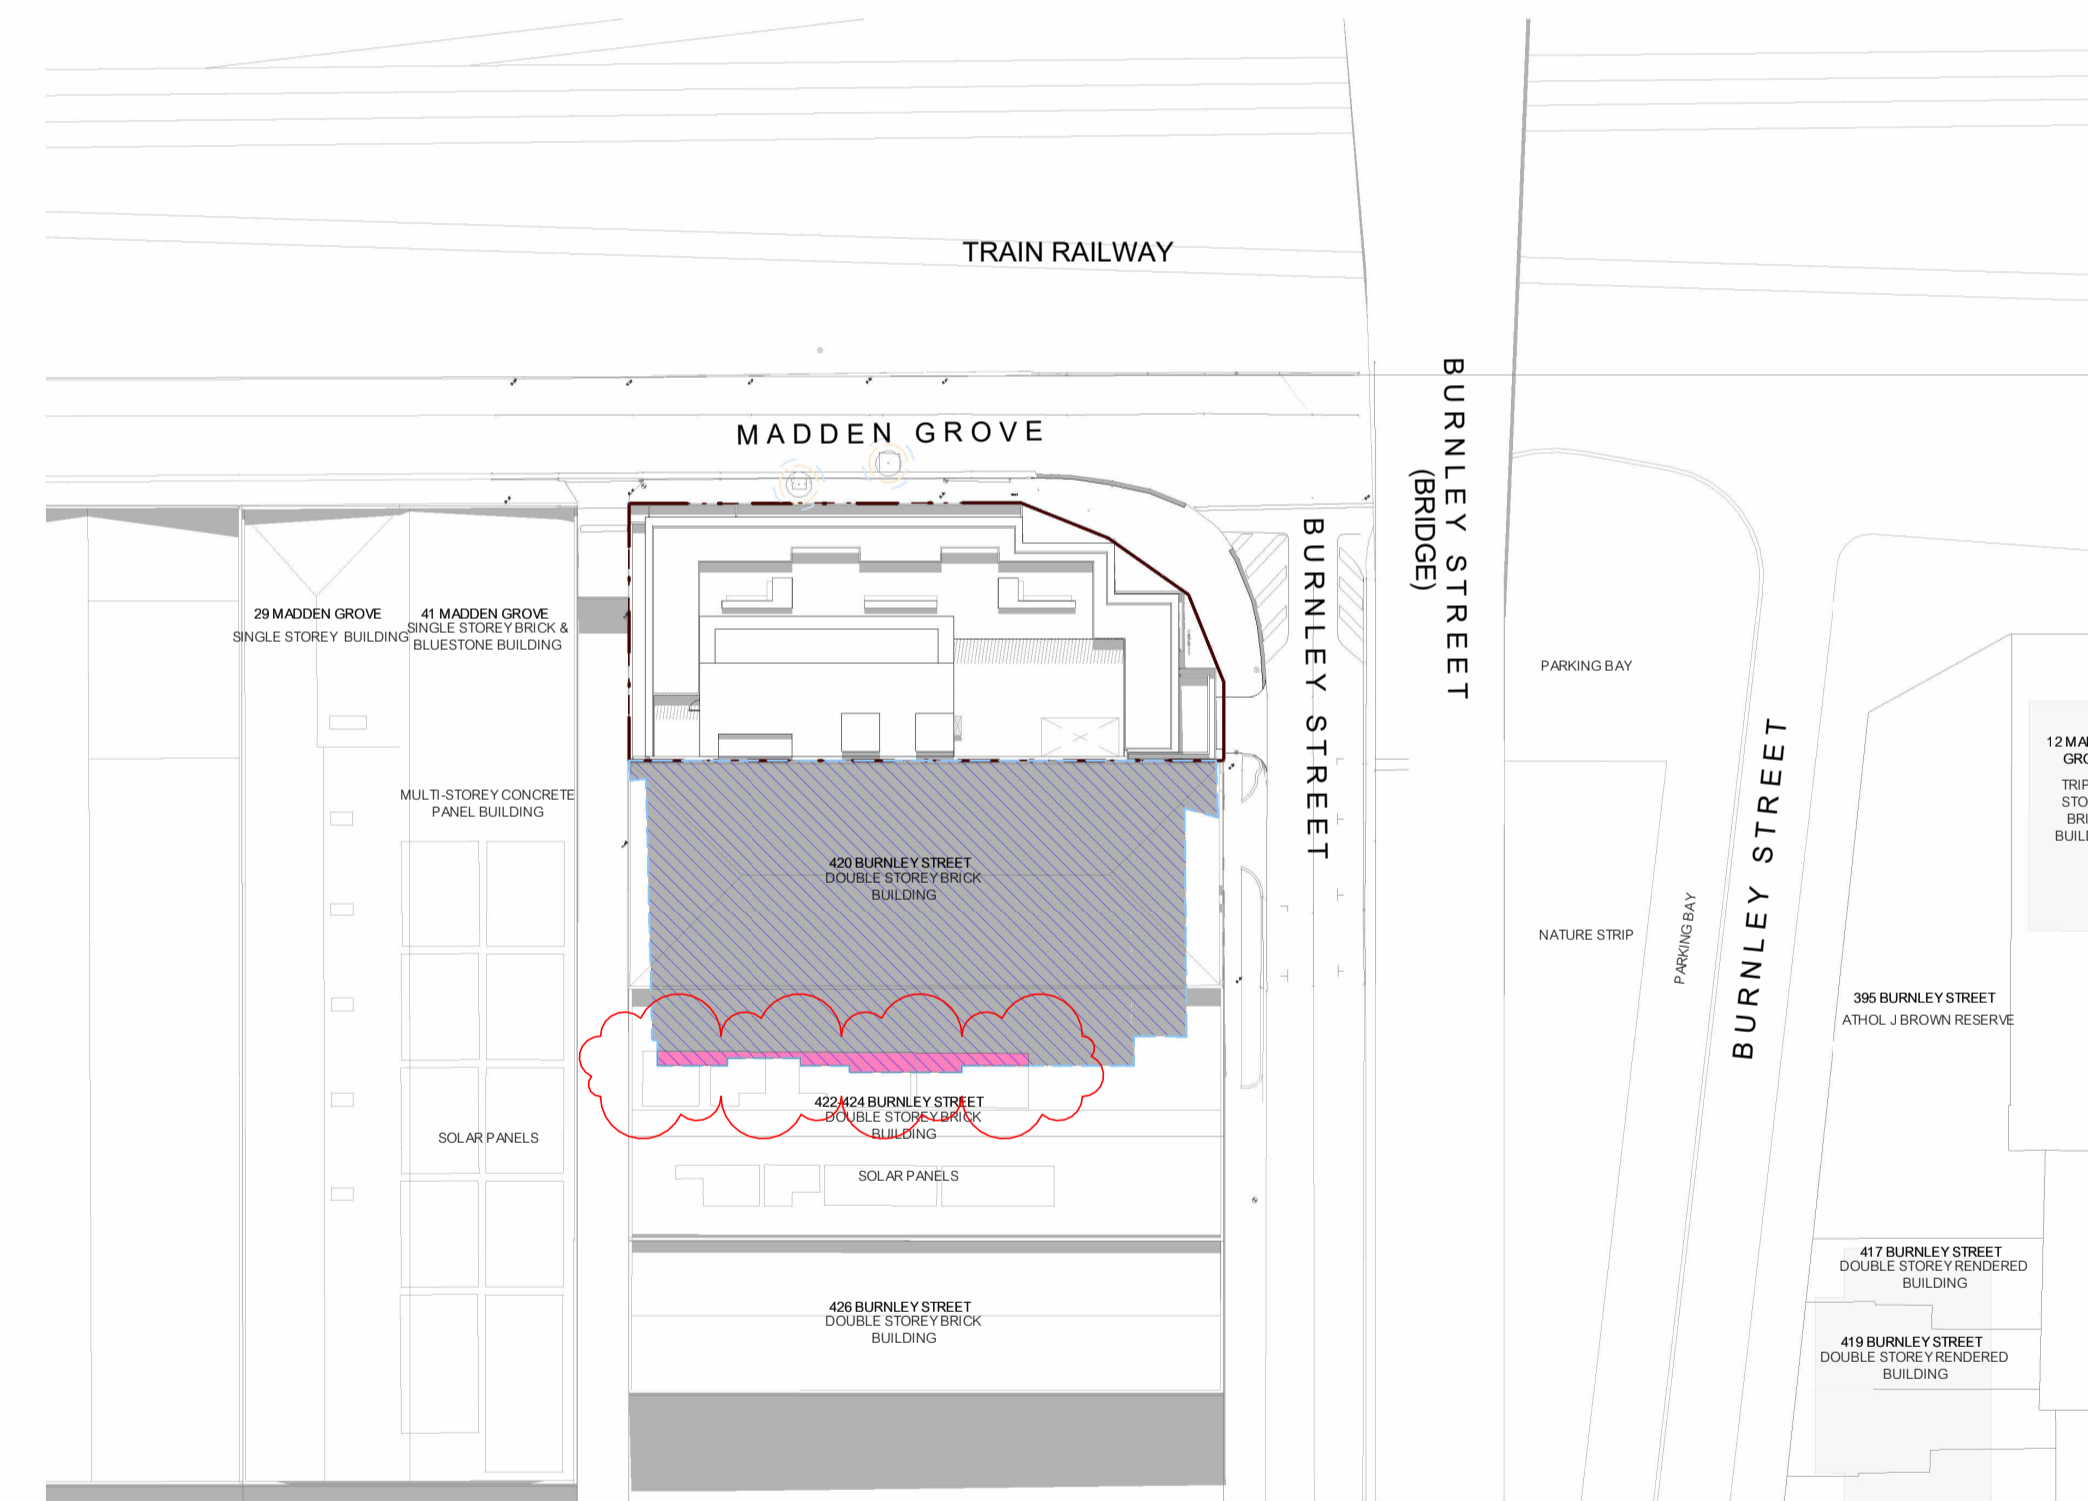 TRAIN RAILWAY
MADDEN GROVE
BURNLEY STREET
(BRIDGE)
BURNLEY STREET
29 MADDEN GROVE
SINGLE STOREY BUILDING
41 MADDEN GROVE
SINGLE STOREY BRICK &
BLUESTONE BUILDING
PARKING BAY
BURNLEY STREET
MULTI-STOREY CONCRETE
PANEL BUILDING
420 BURNLEY STREET
DOUBLE STOREY BRICK
BUILDING
NATURE STRIP
PARKING BAY
395 BURNLEY STREET
ATHOL J BROWN RESERVE
422-424 BURNLEY STREET
DOUBLE STOREY BRICK
BUILDING
SOLAR PANELS
SOLAR PANELS
417 BURNLEY STREET
DOUBLE STOREY RENDERED
BUILDING
426 BURNLEY STREET
DOUBLE STOREY BRICK
BUILDING
419 BURNLEY STREET
DOUBLE STOREY RENDERED
BUILDING